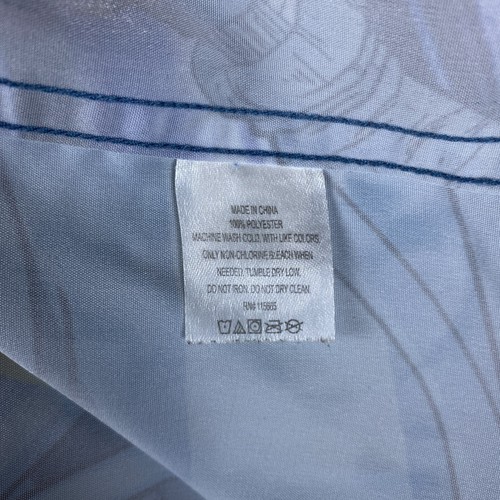 MADE IN CHINA
100% POLYESTER
MACHINE WASH COLD, WITH LIKE COLORS.
ONLY NON-CHLORINE BLEACH WHEN
NEEDED. TUMBLE DRY LOW.
DO NOT IRON. DO NOT DRY CLEAN.
RN# 115665